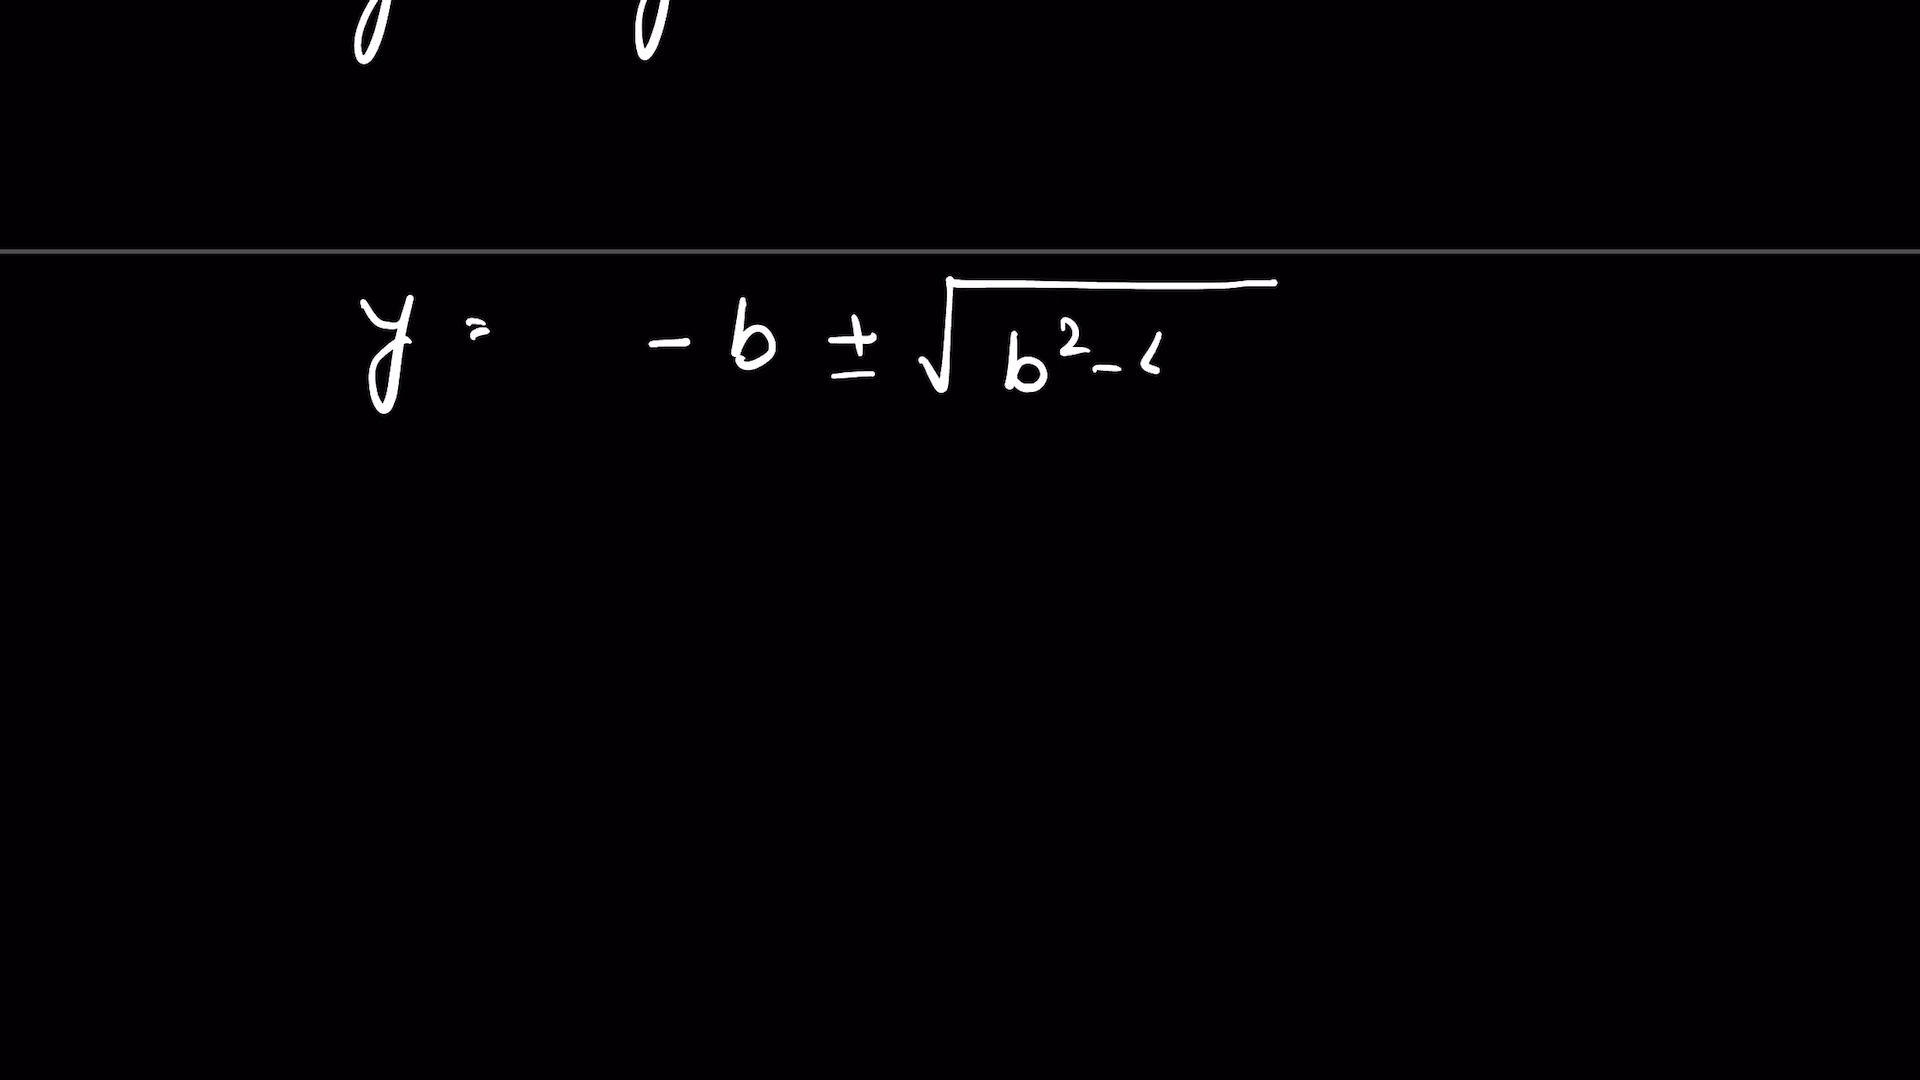 y = - b ± √b²-